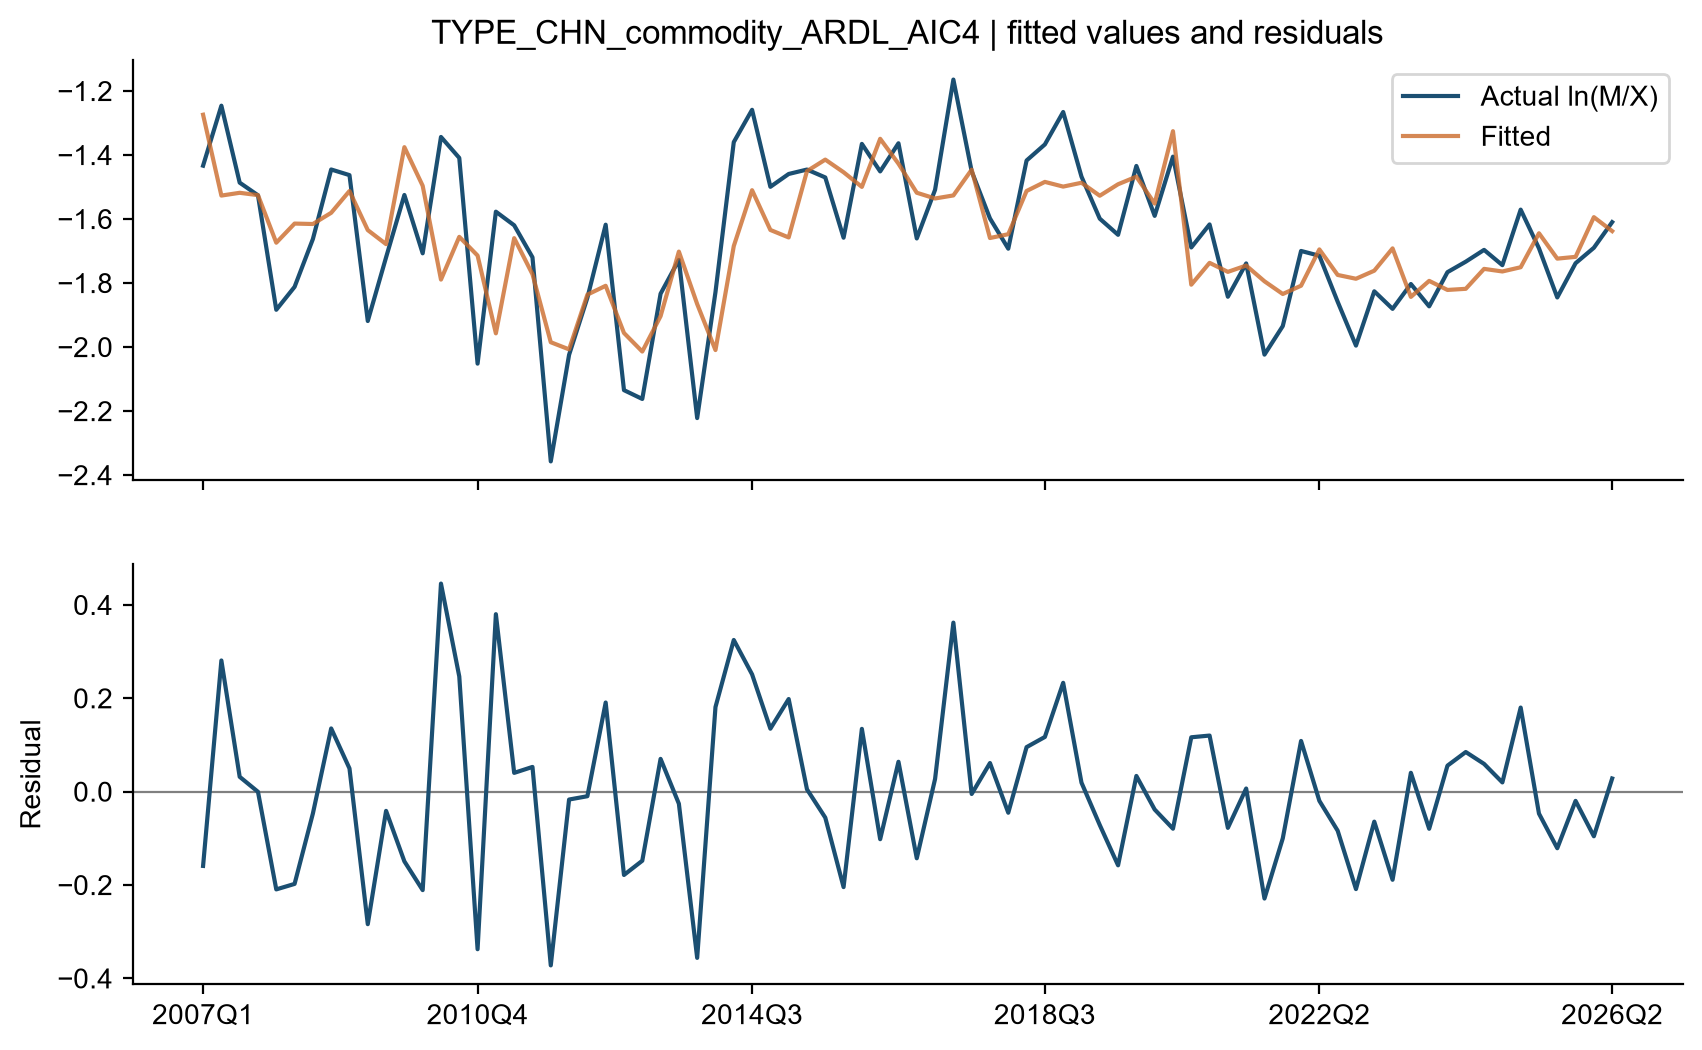 TYPE_CHN_commodity_ARDL_AIC4 | fitted values and residuals
Actual ln(M/X)
Fitted
−1.2
−1.4
−1.6
−1.8
−2.0
−2.2
−2.4
Residual
0.4
0.2
0.0
−0.2
−0.4
2007Q1
2010Q4
2014Q3
2018Q3
2022Q2
2026Q2